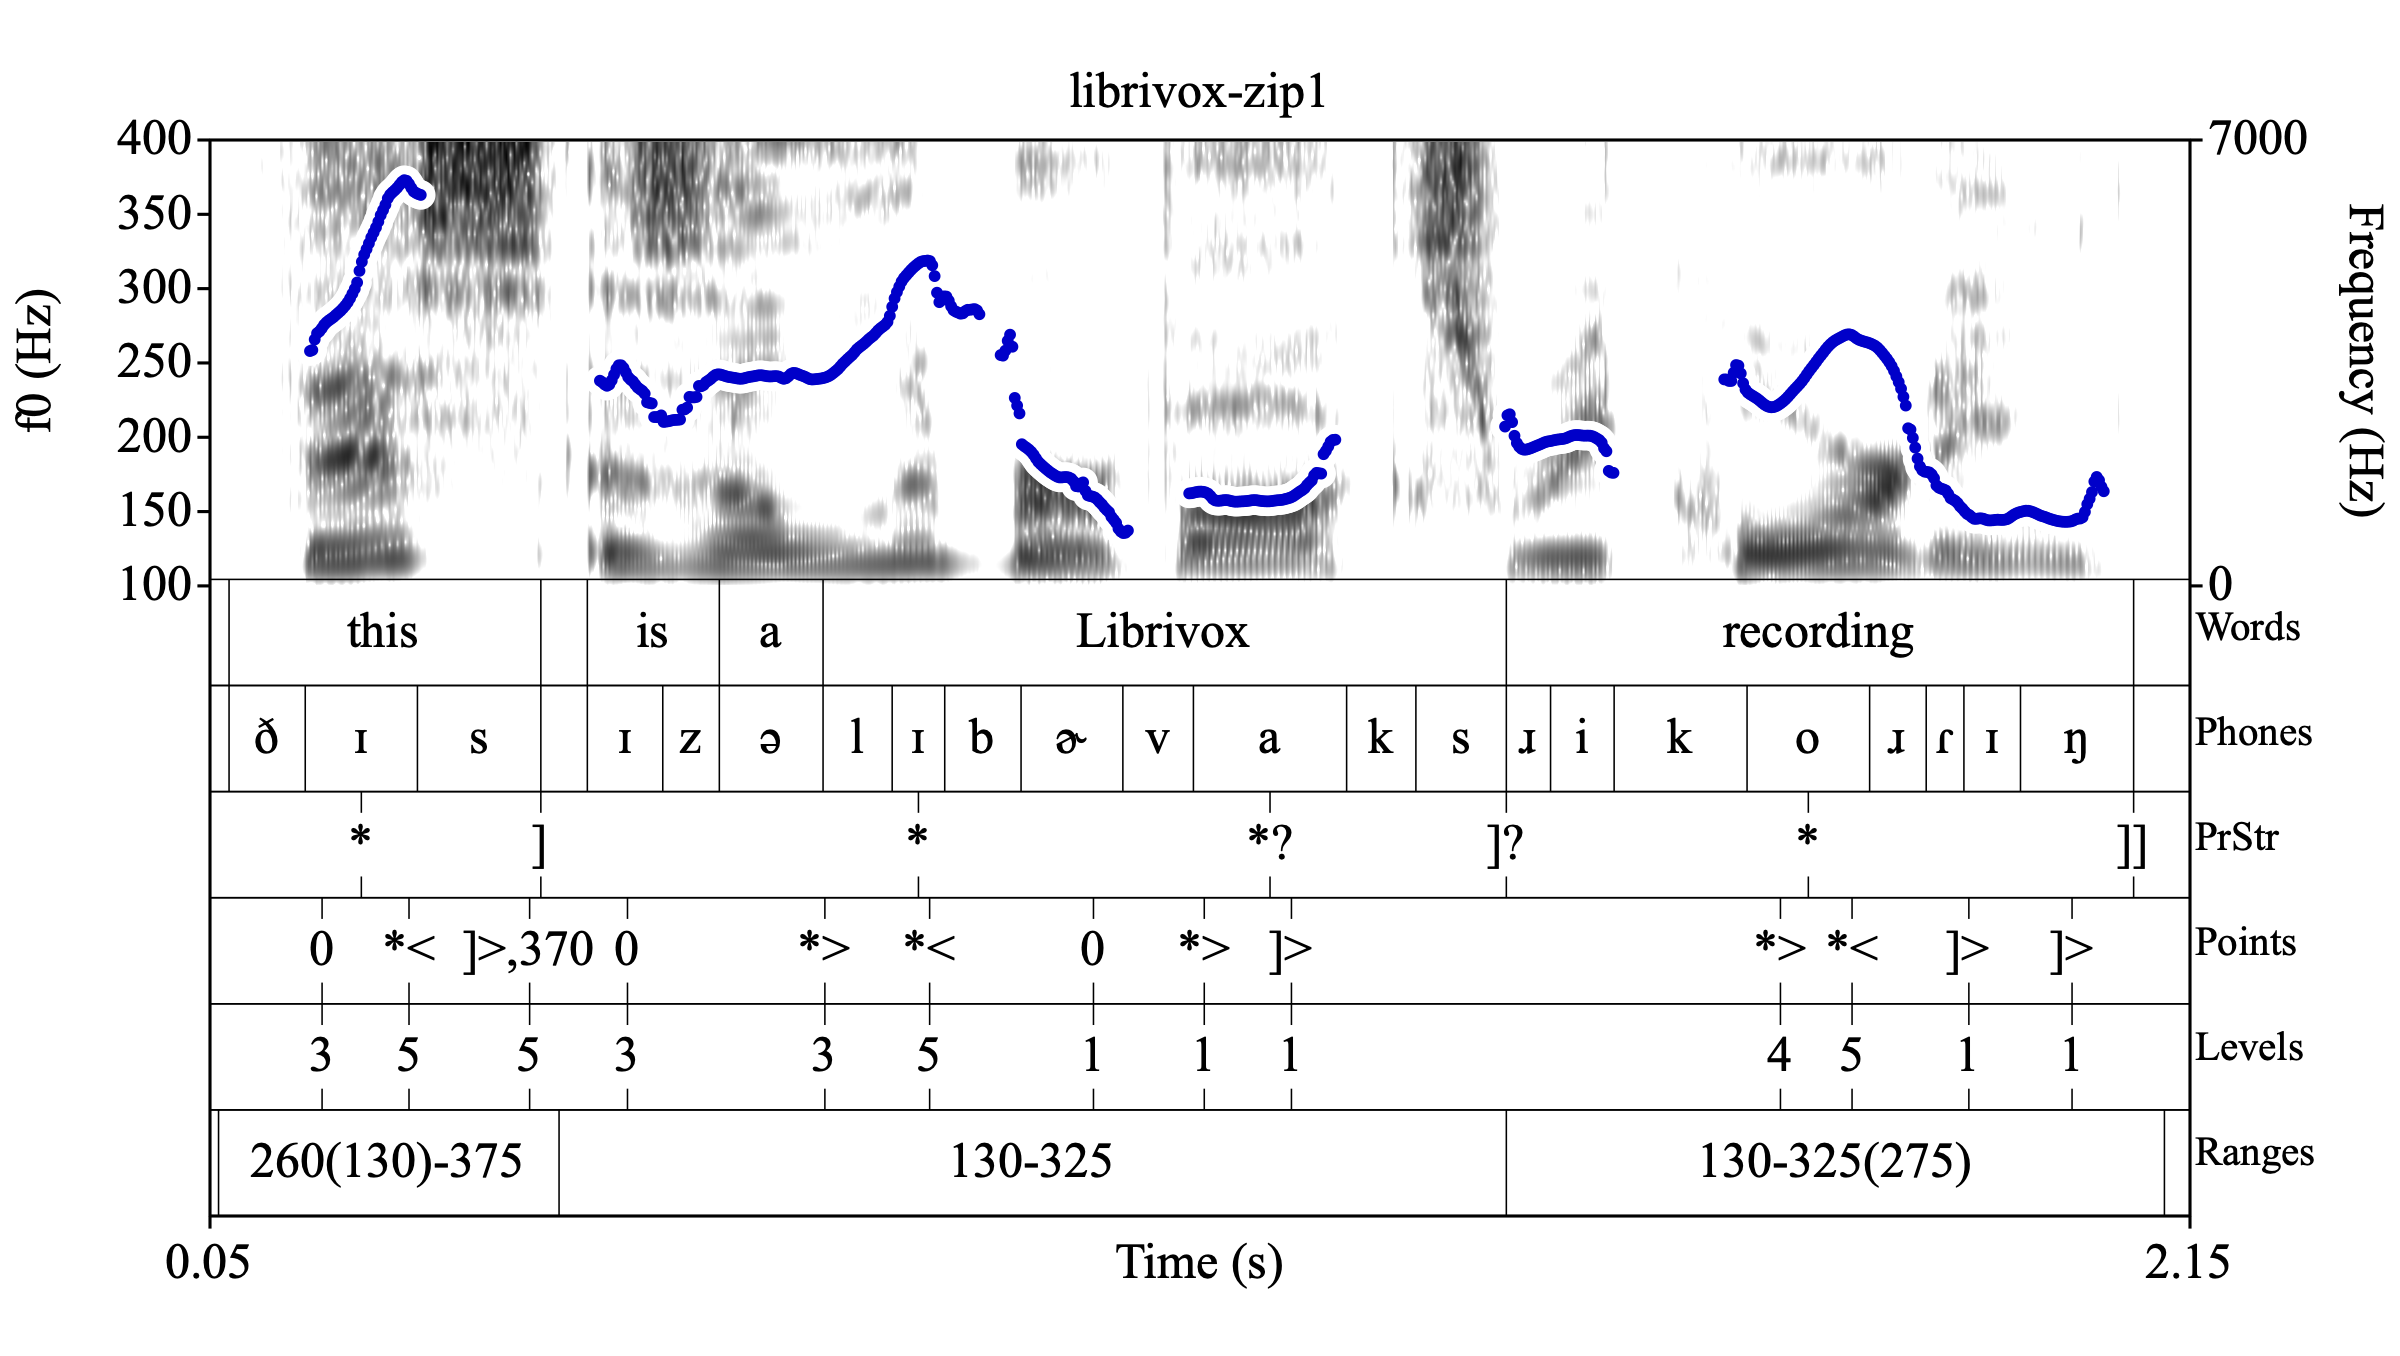 librivox-zip1
400 7000
350
300
250
200
150
100 0
f0 (Hz)
Frequency (Hz)
this is a Librivox recording Words
ð ɪ s ɪ z ə l ɪ b ɚ v a k s ɹ i k o ɹ ɾ ɪ ŋ Phones
* ] * *? ]? * ]] PrStr
0 *< ]>,370 0 *> *< 0 *> ]> *> *< ]> ]> Points
3 5 5 3 3 5 1 1 1 4 5 1 1 Levels
260(130)-375 130-325 130-325(275) Ranges
0.05 Time (s) 2.15